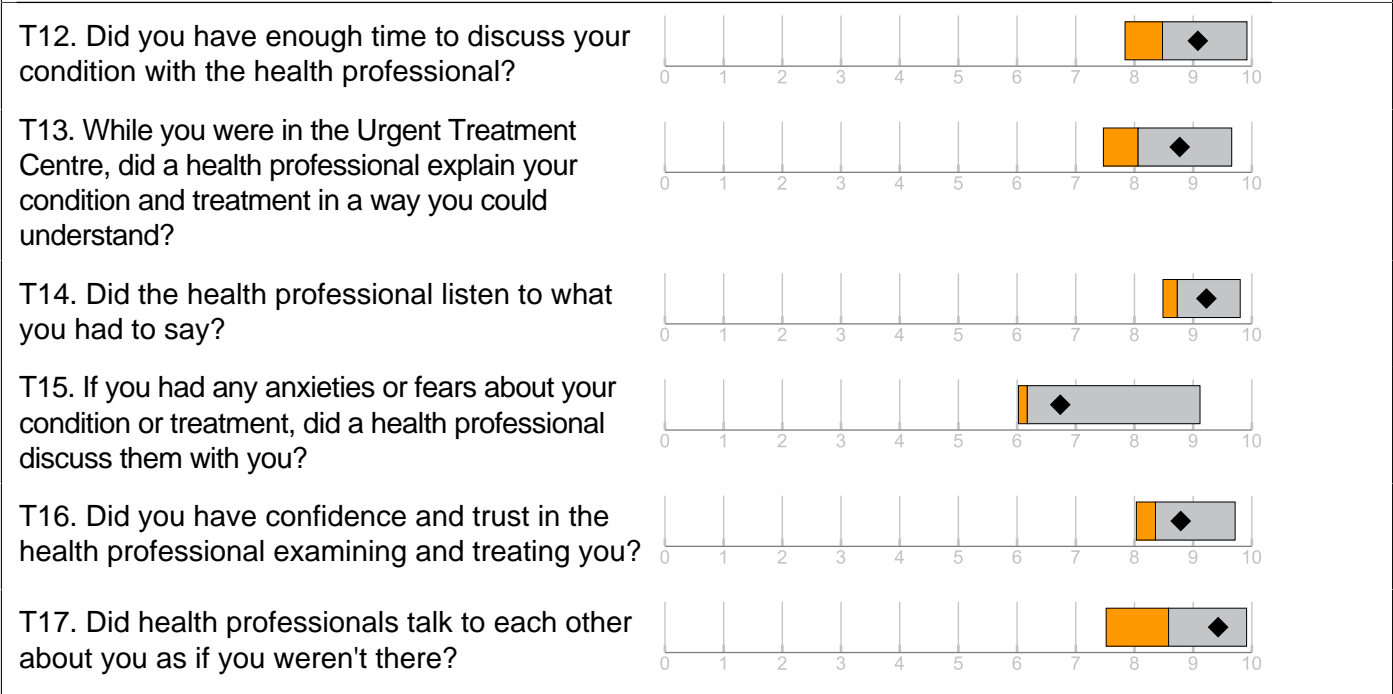 T12. Did you have enough time to discuss your
condition with the health professional?
0 1 2 3 4 5 6 7 8 9 10
T13. While you were in the Urgent Treatment
Centre, did a health professional explain your
condition and treatment in a way you could
understand?
0 1 2 3 4 5 6 7 8 9 10
T14. Did the health professional listen to what
you had to say?
0 1 2 3 4 5 6 7 8 9 10
T15. If you had any anxieties or fears about your
condition or treatment, did a health professional
discuss them with you?
0 1 2 3 4 5 6 7 8 9 10
T16. Did you have confidence and trust in the
health professional examining and treating you?
0 1 2 3 4 5 6 7 8 9 10
T17. Did health professionals talk to each other
about you as if you weren't there?
0 1 2 3 4 5 6 7 8 9 10